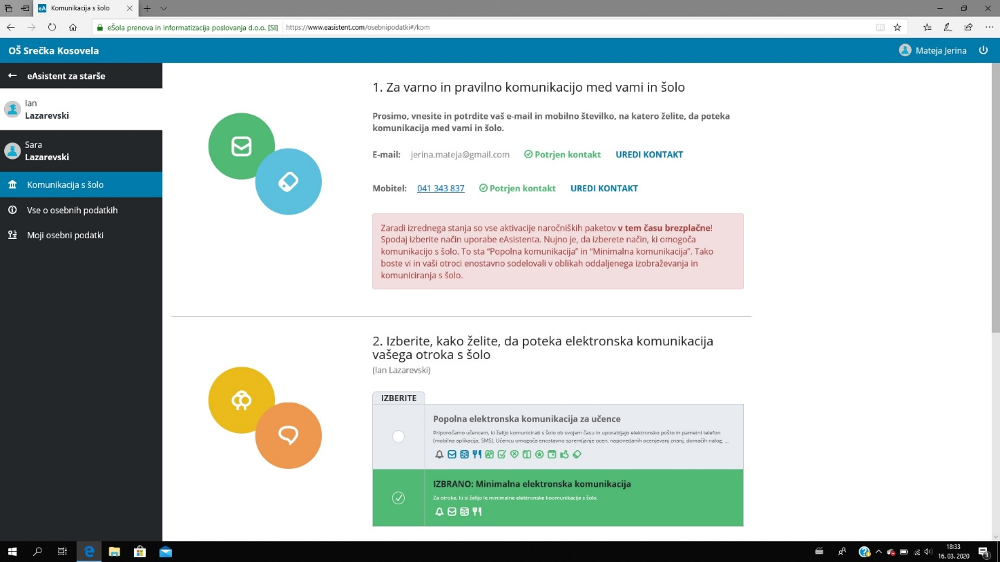 Komunikacija s šolo
eŠola prenova in informatizacija poslovanja d.o.o. [SI]
https://www.easistent.com/osebnipodatki#/kom
OŠ Srečka Kosovela
Mateja Jerina
eAsistent za starše
Ian
Lazarevski
Sara
Lazarevski
Komunikacija s šolo
Vse o osebnih podatkih
Moji osebni podatki
1. Za varno in pravilno komunikacijo med vami in šolo
Prosimo, vnesite in potrdite vaš e-mail in mobilno številko, na katero želite, da poteka
komunikacija med vami in šolo.
E-mail: jerina.mateja@gmail.com Potrjen kontakt UREDI KONTAKT
Mobitel: 041 343 837 Potrjen kontakt UREDI KONTAKT
Zaradi izrednega stanja so vse aktivacije naročniških paketov v tem času brezplačne!
Spodaj izberite način uporabe eAsistenta. Nujno je, da izberete način, ki omogoča
komunikacijo s šolo. To sta “Popolna komunikacija” in “Minimalna komunikacija”. Tako
boste vi in vaši otroci enostavno sodelovali v oblikah oddaljenega izobraževanja in
komuniciranja s šolo.
2. Izberite, kako želite, da poteka elektronska komunikacija
vašega otroka s šolo
(Ian Lazarevski)
IZBERITE
Popolna elektronska komunikacija za učence
Priporočamo učencem, ki želijo komunicirati s šolo ob svojem času in uporabljajo elektronsko pošto in pametni telefon
(mobilna aplikacija, SMS). Učencu omogoča enostavno spremljanje ocen, napovedanih ocenjevanj znanj, domačih nalog, ...
IZBRANO: Minimalna elektronska komunikacija
Za otroke, ki si želijo le minimalne elektronske koomunikacije s šolo.
18:33
16. 03. 2020
3